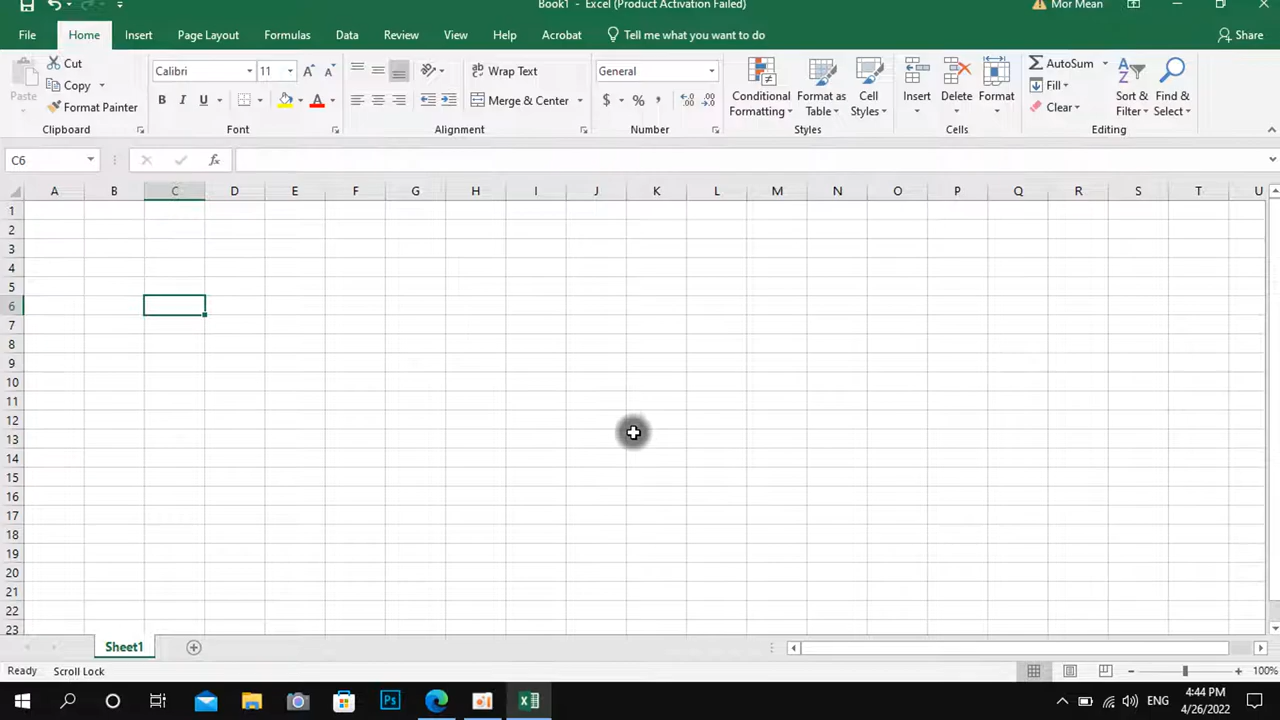 Book1 - Excel (Product Activation Failed)
Mor Mean
File Home Insert Page Layout Formulas Data Review View Help Acrobat Tell me what you want to do Share
Paste
Cut
Copy
Format Painter
Calibri 11
B I U
ab Wrap Text
Merge & Center
General
$ % ,
Conditional Formatting
Format as Table
Cell Styles
Insert
Delete
Format
AutoSum
Fill
Clear
Sort & Filter
Find & Select
Clipboard Font Alignment Number Styles Cells Editing
C6 fx
A B C D E F G H I J K L M N O P Q R S T U
1
2
3
4
5
6
7
8
9
10
11
12
13
14
15
16
17
18
19
20
21
22
23
Sheet1
Ready Scroll Lock 100%
Ps ENG
4:44 PM
4/26/2022